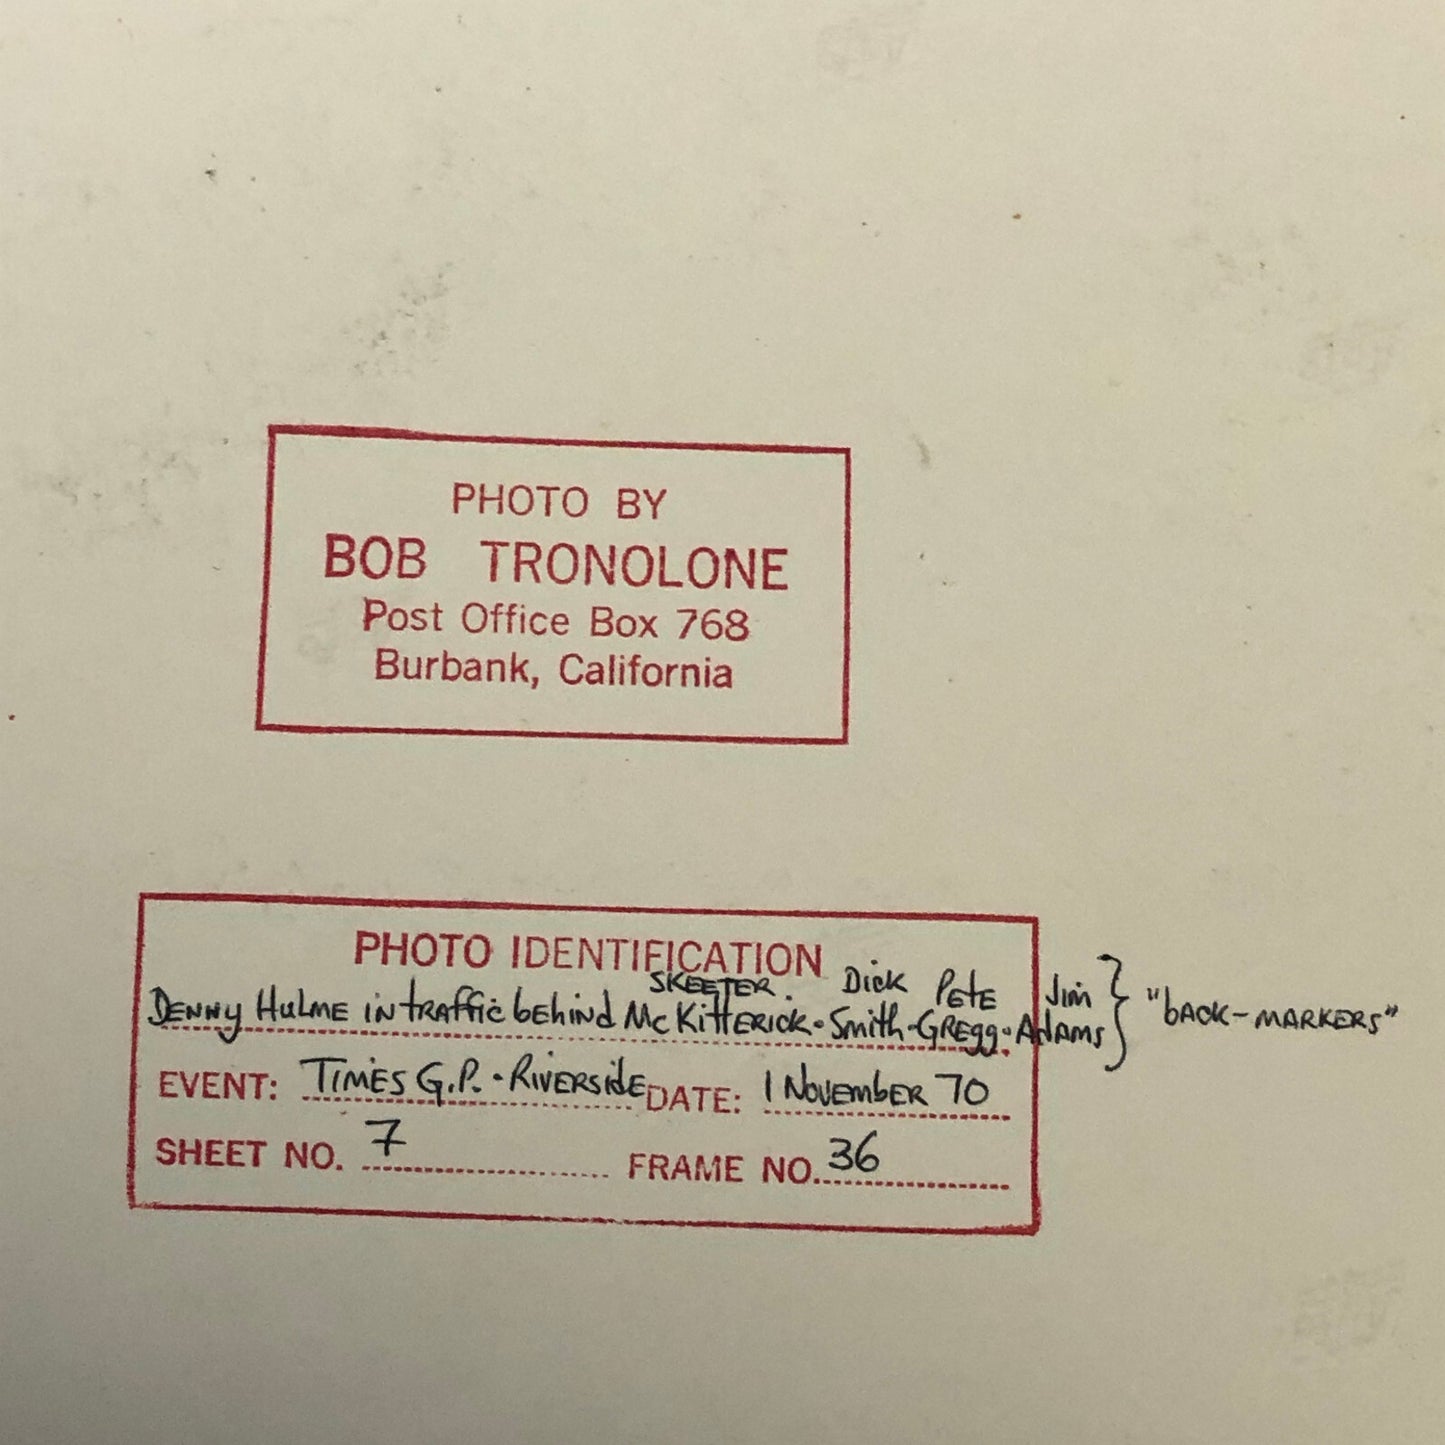 PHOTO BY
BOB TRONOLONE
Post Office Box 768
Burbank, California
PHOTO IDENTIFICATION
SKEETER. Dick Pete Jim
DENNY HULME in traffic behind McKITTERICK-Smith-GREGG-ADAMS} "bACK-MARKERS"
EVENT: TIMES G.P.-RIVERSidE DATE: 1 NOVEMBER 70
SHEET NO. 7 FRAME NO. 36